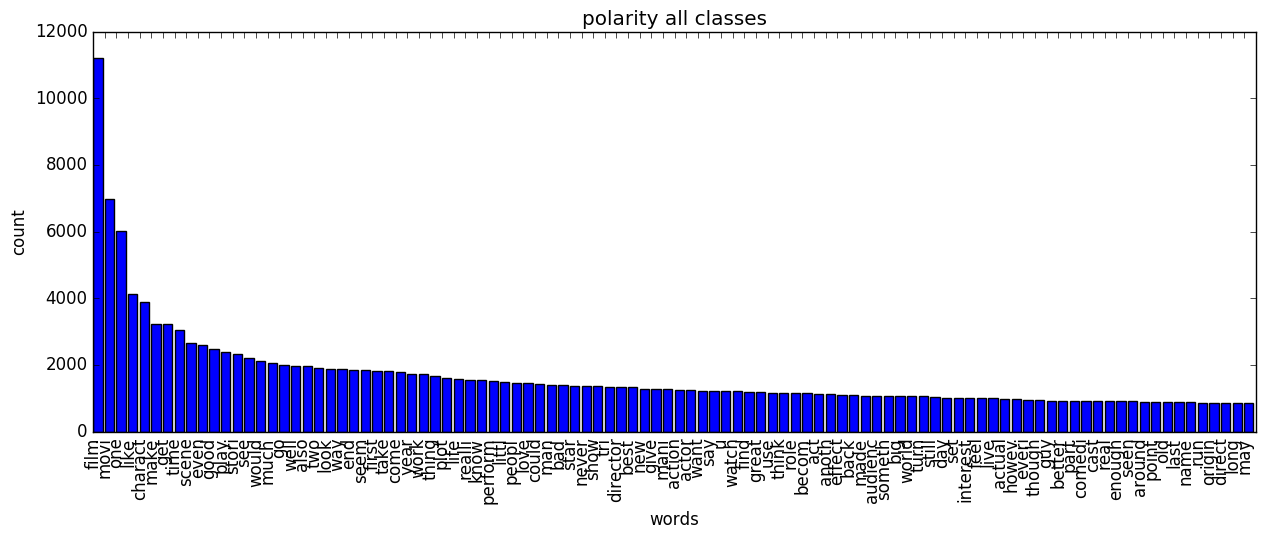 polarity all classes
12000
10000
8000
6000
4000
2000
0
count
film
movi
one
like
charact
make
get
time
scene
even
good
play
stori
see
would
much
go
well
also
two
look
way
end
seem
first
take
come
year
work
thing
plot
life
realli
know
perform
littl
peopl
love
could
man
bad
star
never
show
tri
director
best
new
give
mani
action
actor
want
say
u
watch
find
great
use
think
role
becom
act
anoth
effect
back
made
audienc
someth
big
world
turn
still
day
set
interest
feel
live
actual
howev
ever
though
guy
better
part
comedi
cast
real
enough
seen
around
point
old
last
name
run
origin
direct
long
may
words